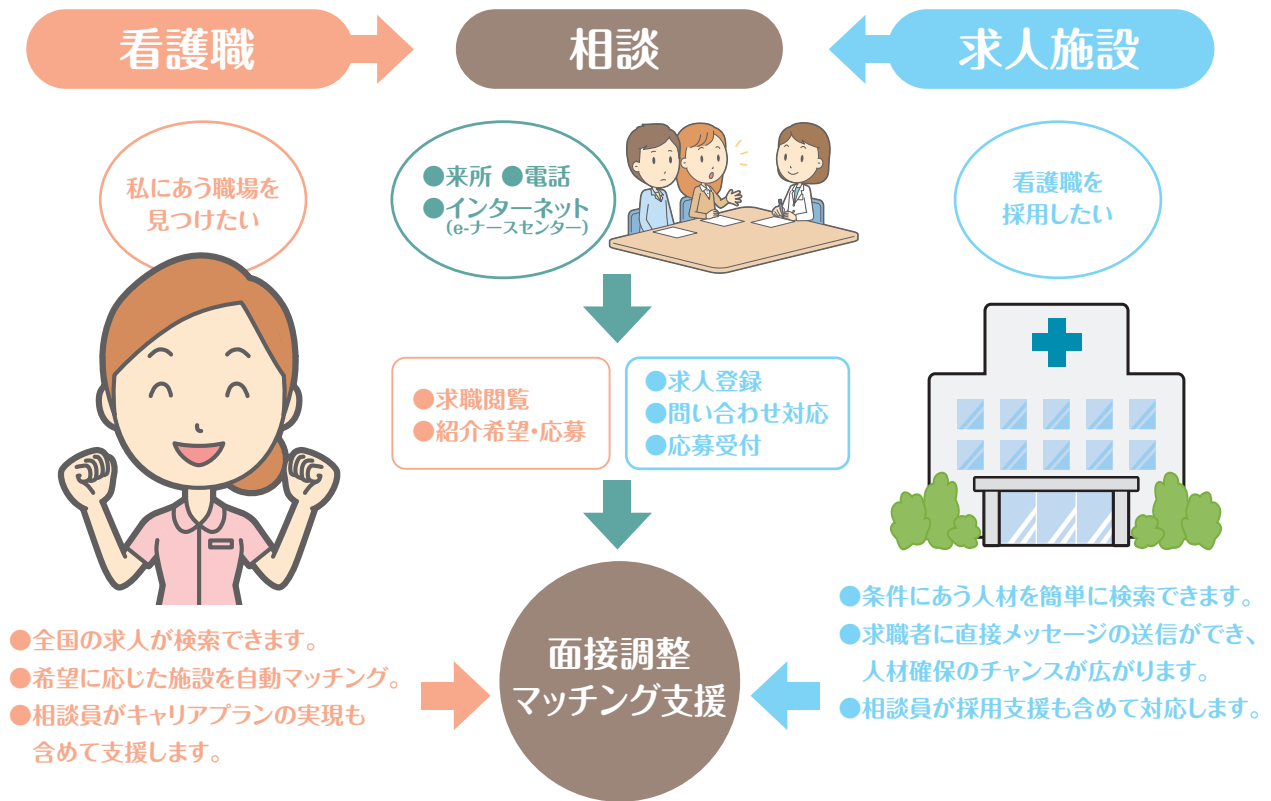 看護職
相談
求人施設
私にあう職場を
見つけたい
●来所 ●電話
●インターネット
(e-ナースセンター)
看護職を
採用したい
●求職閲覧
●紹介希望・応募
●求人登録
●問い合わせ対応
●応募受付
●全国の求人が検索できます。
●希望に応じた施設を自動マッチング。
●相談員がキャリアプランの実現も
含めて支援します。
面接調整
マッチング支援
●条件にあう人材を簡単に検索できます。
●求職者に直接メッセージの送信ができ、
人材確保のチャンスが広がります。
●相談員が採用支援も含めて対応します。